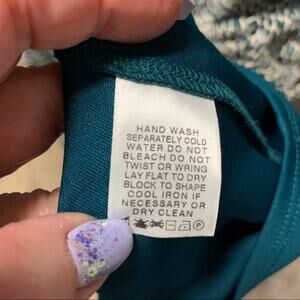 HAND WASH
SEPARATELY COLD
WATER DO NOT
BLEACH DO NOT
TWIST OR WRING
LAY FLAT TO DRY
BLOCK TO SHAPE
COOL IRON IF
NECESSARY OR
DRY CLEAN
P